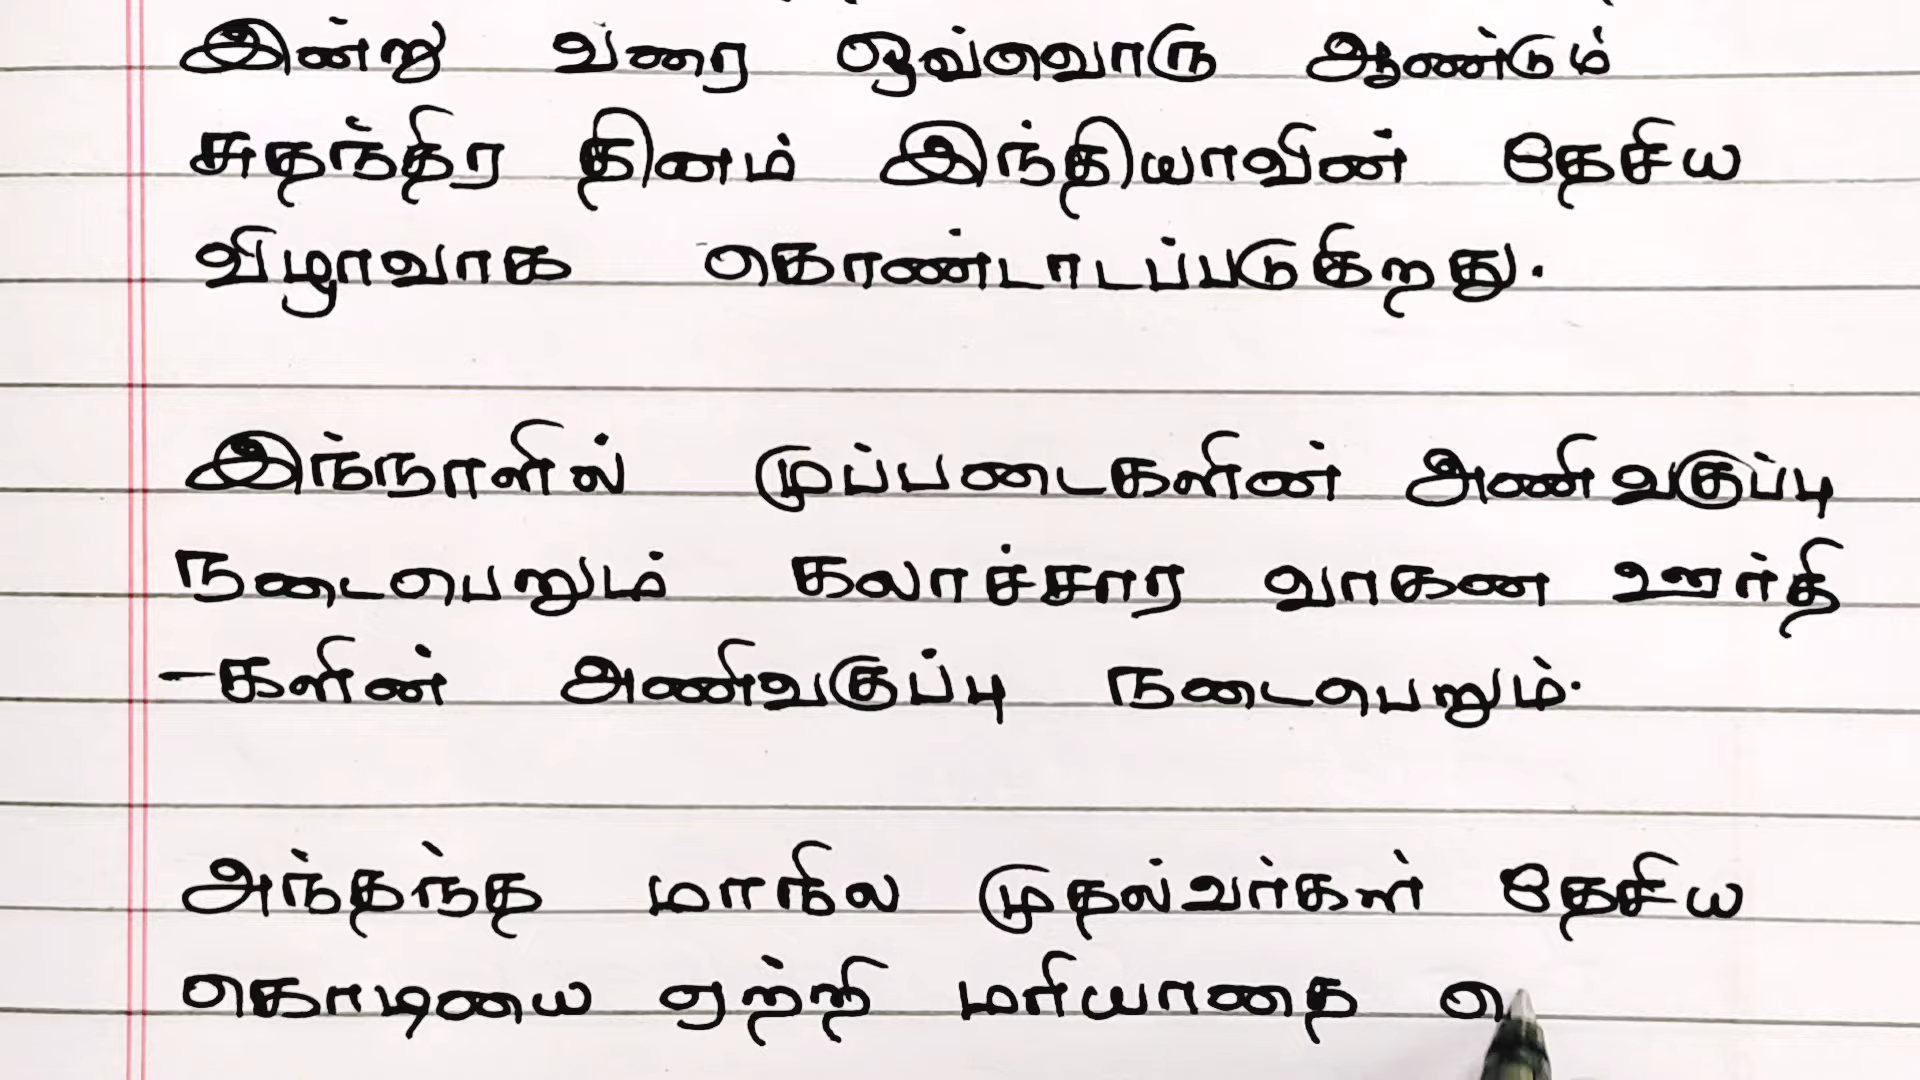 இன்று வரை ஒவ்வொரு ஆண்டும்
சுதந்திர தினம் இந்தியாவின் தேசிய
விழாவாக கொண்டாடப்படுகிறது.
இந்நாளில் முப்படைகளின் அணிவகுப்பு
நடைபெறும் கலாச்சார வாகன ஊர்தி
-களின் அணிவகுப்பு நடைபெறும்.
அந்தந்த மாநில முதல்வர்கள் தேசிய
கொடியை ஏற்றி மரியாதை